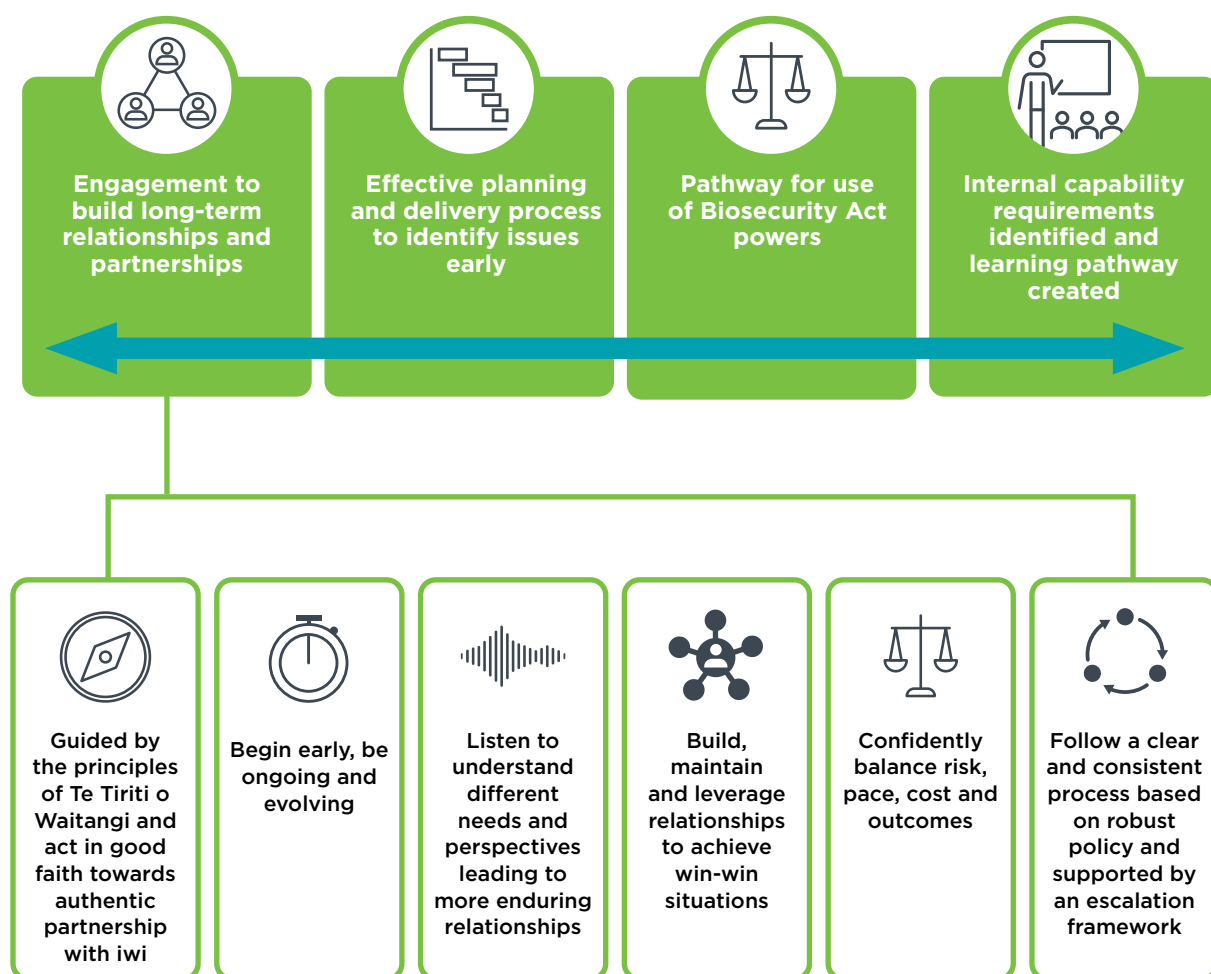 Engagement to
build long-term
relationships and
partnerships
Effective planning
and delivery process
to identify issues
early
Pathway for use
of Biosecurity Act
powers
Internal capability
requirements
identified and
learning pathway
created
Guided by
the principles
of Te Tiriti o
Waitangi and
act in good
faith towards
authentic
partnership
with iwi
Begin early, be
ongoing and
evolving
Listen to
understand
different
needs and
perspectives
leading to
more enduring
relationships
Build,
maintain
and leverage
relationships
to achieve
win-win
situations
Confidently
balance risk,
pace, cost and
outcomes
Follow a clear
and consistent
process based
on robust
policy and
supported by
an escalation
framework